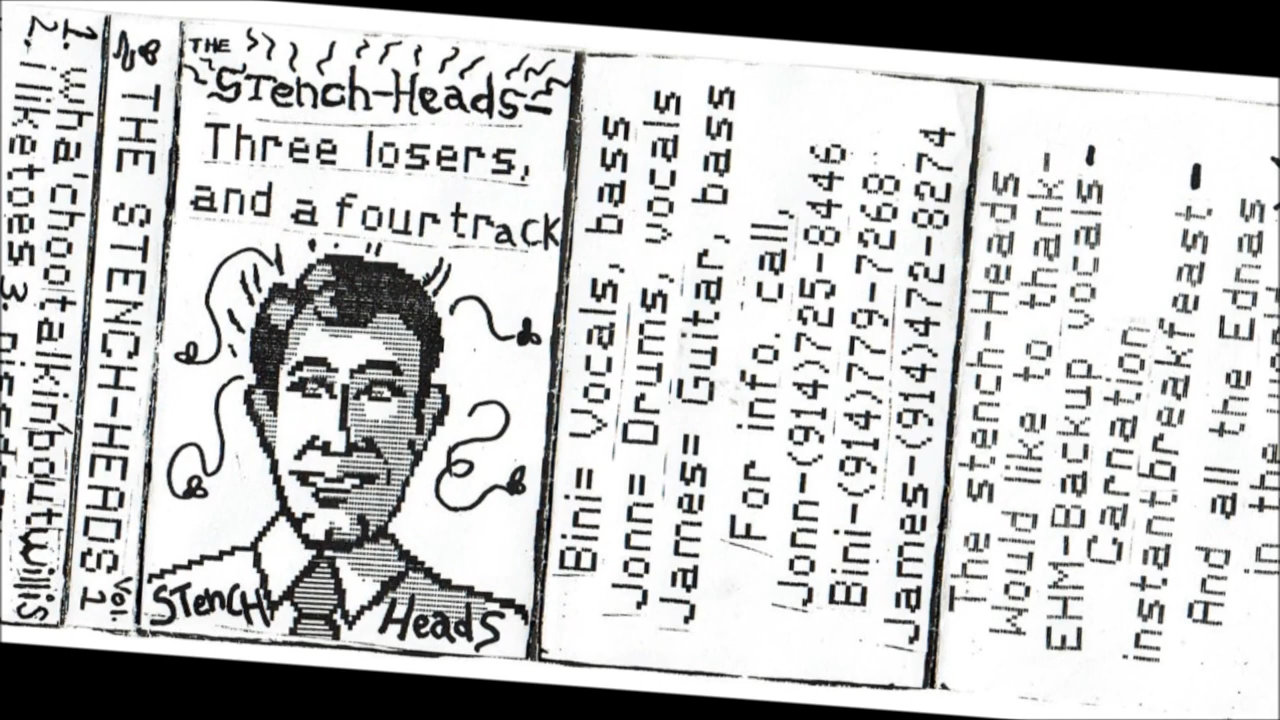 1. wha'chootalkin'boutwillis
2. i liketoes 3.
THE STENCH-HEADS Vol. 1
THE
STench-Heads
Three losers,
and a fourtracK
STencH HeadS
Bini= Vocals, bass
Jonn= Drums, vocals
James= Guitar, bass
For info. call,
Jonn-(914)725-8446
Bini-(914)779-7268
James-(914)472-8274
The stench-Heads
Would like to thank-
EHM-Backup vocals-
Carnation
instantbreakfeast-
And all the Ednas
in the